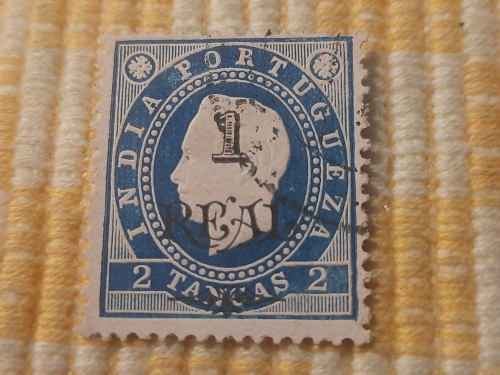 INDIA PORTUGUEZA
1
REAL
2 TANGAS 2